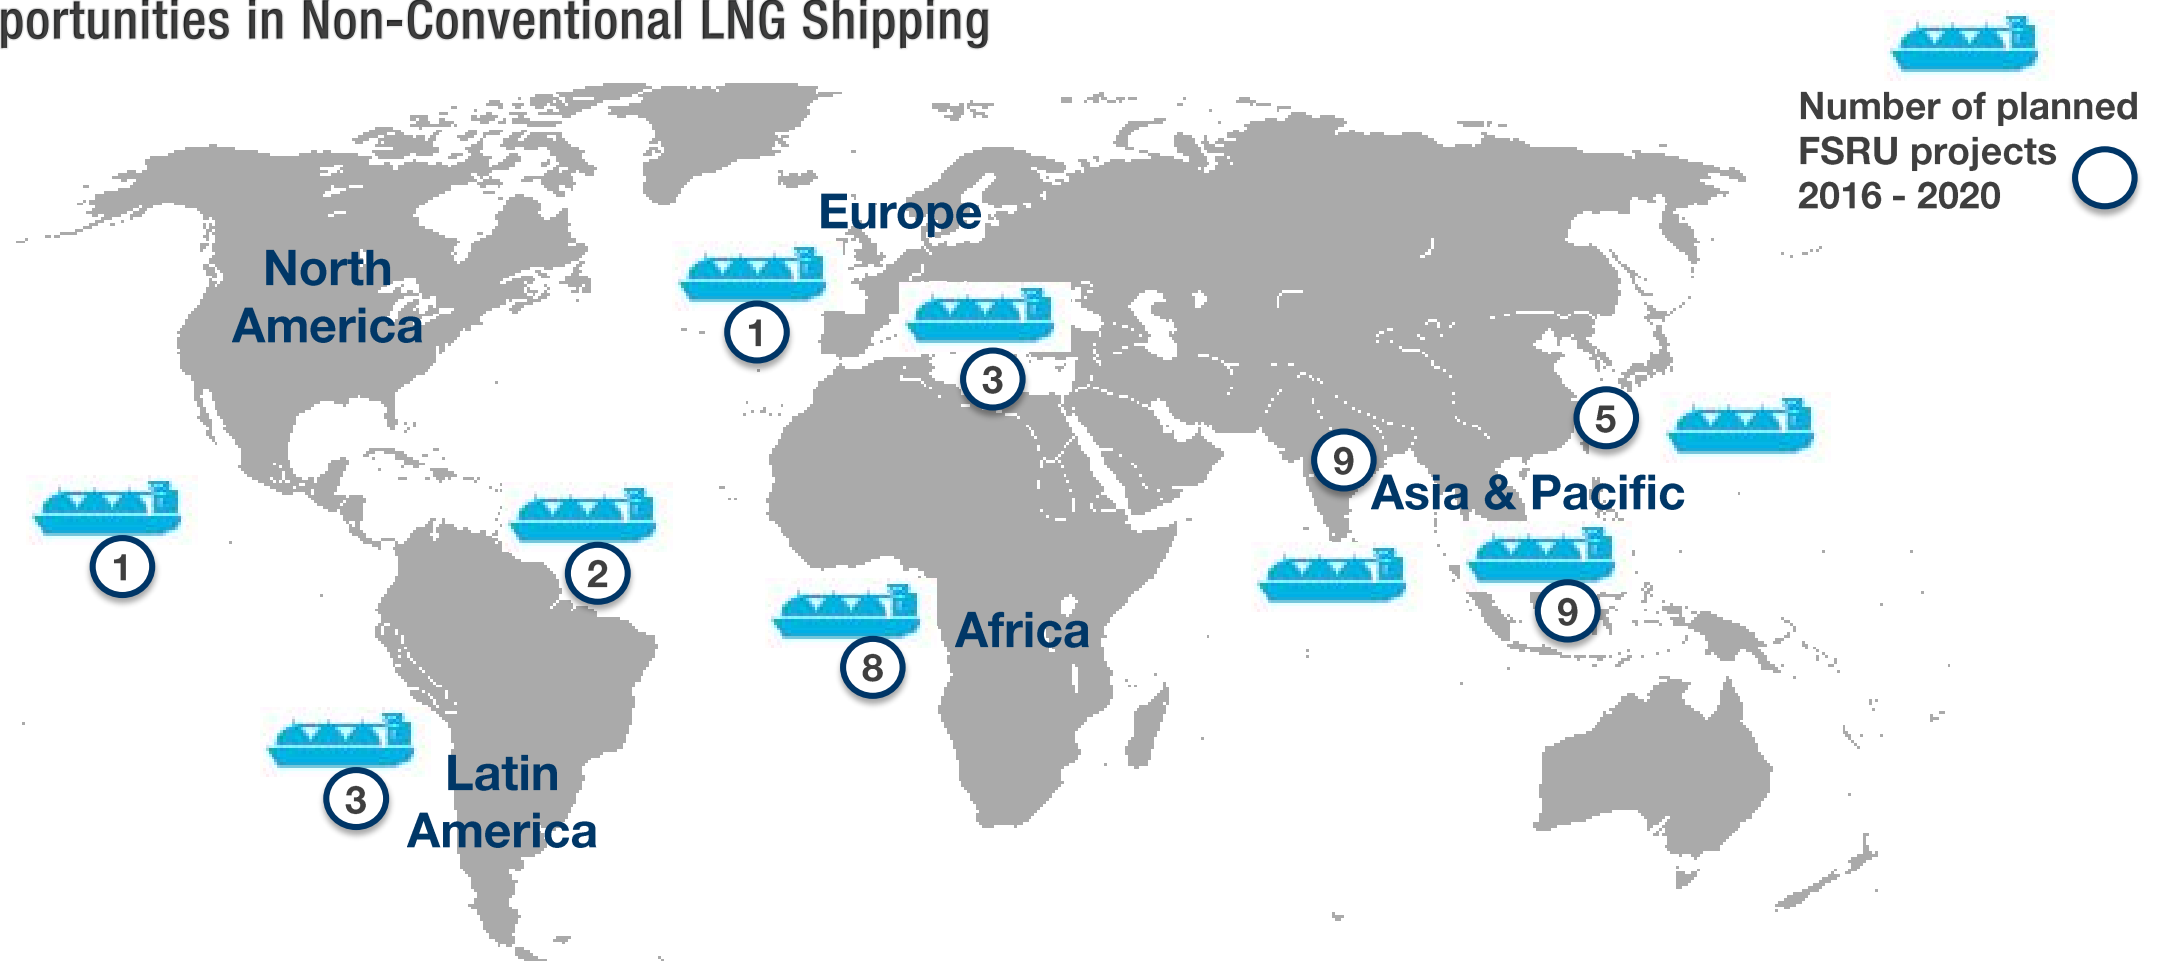 portunities in Non-Conventional LNG Shipping
Number of planned
FSRU projects
2016 - 2020
Europe
North
America
1
3
5
9
Asia & Pacific
1
2
9
Africa
8
Latin
America
3